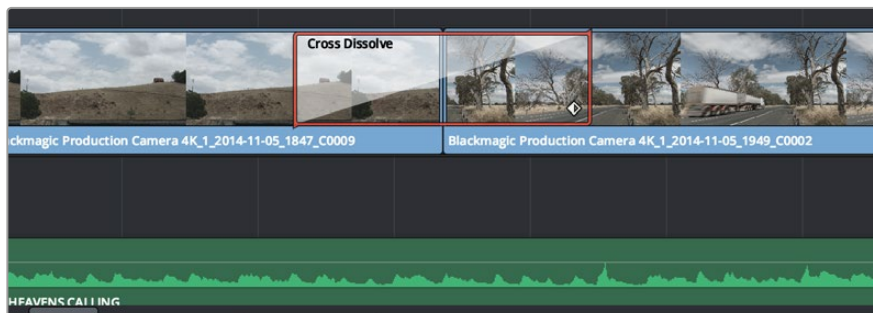 Cross Dissolve
ckmagic Production Camera 4K_1_2014-11-05_1847_C0009
Blackmagic Production Camera 4K_1_2014-11-05_1949_C0002
HEAVENS CALLING